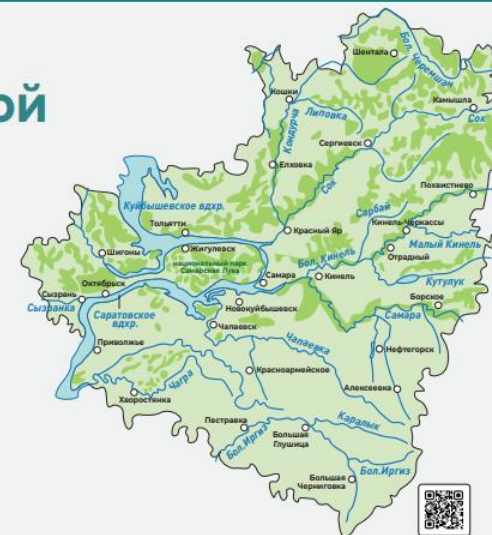 ой
Шентала
Бол. Черемшан
Кошки
Камышла
Кондурча
Липовка
Сок
Сергиевск
Елховка
Сок
Похвистнево
Куйбышевское вдхр.
Сарбай
Тольятти
Красный Яр
Кинель-Черкассы
Малый Кинель
Жигулевск
Шигоны
национальный парк
Самарская Лука
Бол. Кинель
Отрадный
Самара
Кинель
Кутулук
Октябрьск
Сызрань
Борское
Сызранка
Саратовское
вдхр.
Новокуйбышевск
Самара
Чапаевск
Приволжье
Чапаевка
Нефтегорск
Красноармейское
Чагра
Алексеевка
Хворостянка
Пестравка
Каралык
Бол.Иргиз
Большая
Глушица
Бол.Иргиз
Большая
Черниговка